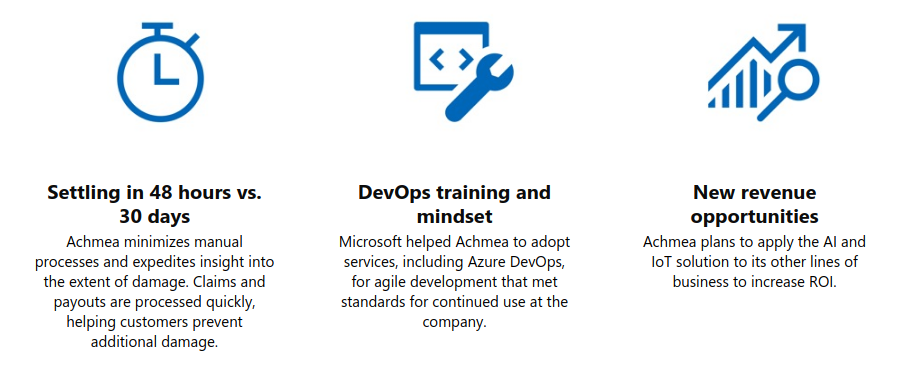 Settling in 48 hours vs.
30 days
Achmea minimizes manual
processes and expedites insight into
the extent of damage. Claims and
payouts are processed quickly,
helping customers prevent
additional damage.
DevOps training and
mindset
Microsoft helped Achmea to adopt
services, including Azure DevOps,
for agile development that met
standards for continued use at the
company.
New revenue
opportunities
Achmea plans to apply the AI and
IoT solution to its other lines of
business to increase ROI.